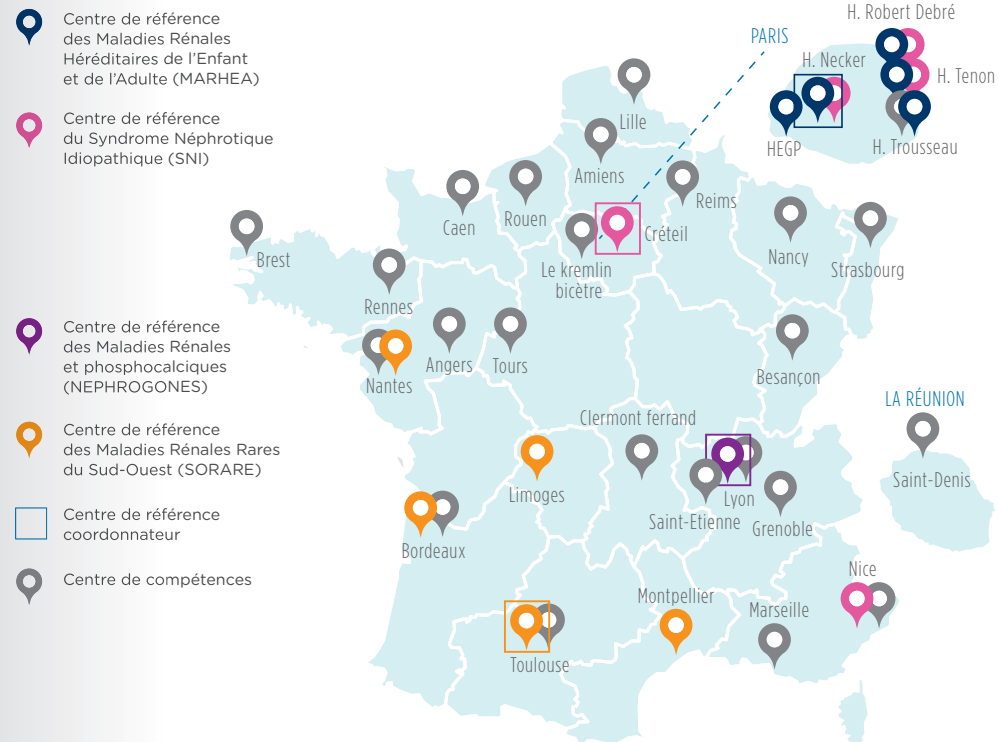 Centre de référence
des Maladies Rénales
Héréditaires de l'Enfant
et de l'Adulte (MARHEA)
Centre de référence
du Syndrome Néphrotique
Idiopathique (SNI)
Centre de référence
des Maladies Rénales
et phosphocalciques
(NEPHROGONES)
Centre de référence
des Maladies Rénales Rares
du Sud-Ouest (SORARE)
Centre de référence
coordonnateur
Centre de compétences
H. Robert Debré
PARIS
H. Necker
H. Tenon
HEGP
H. Trousseau
Lille
Amiens
Reims
Rouen
Caen
Créteil
Le kremlin
bicètre
Nancy
Strasbourg
Brest
Rennes
Angers
Tours
Nantes
Besançon
LA RÉUNION
Saint-Denis
Clermont ferrand
Limoges
Lyon
Saint-Etienne
Grenoble
Bordeaux
Nice
Montpellier
Marseille
Toulouse